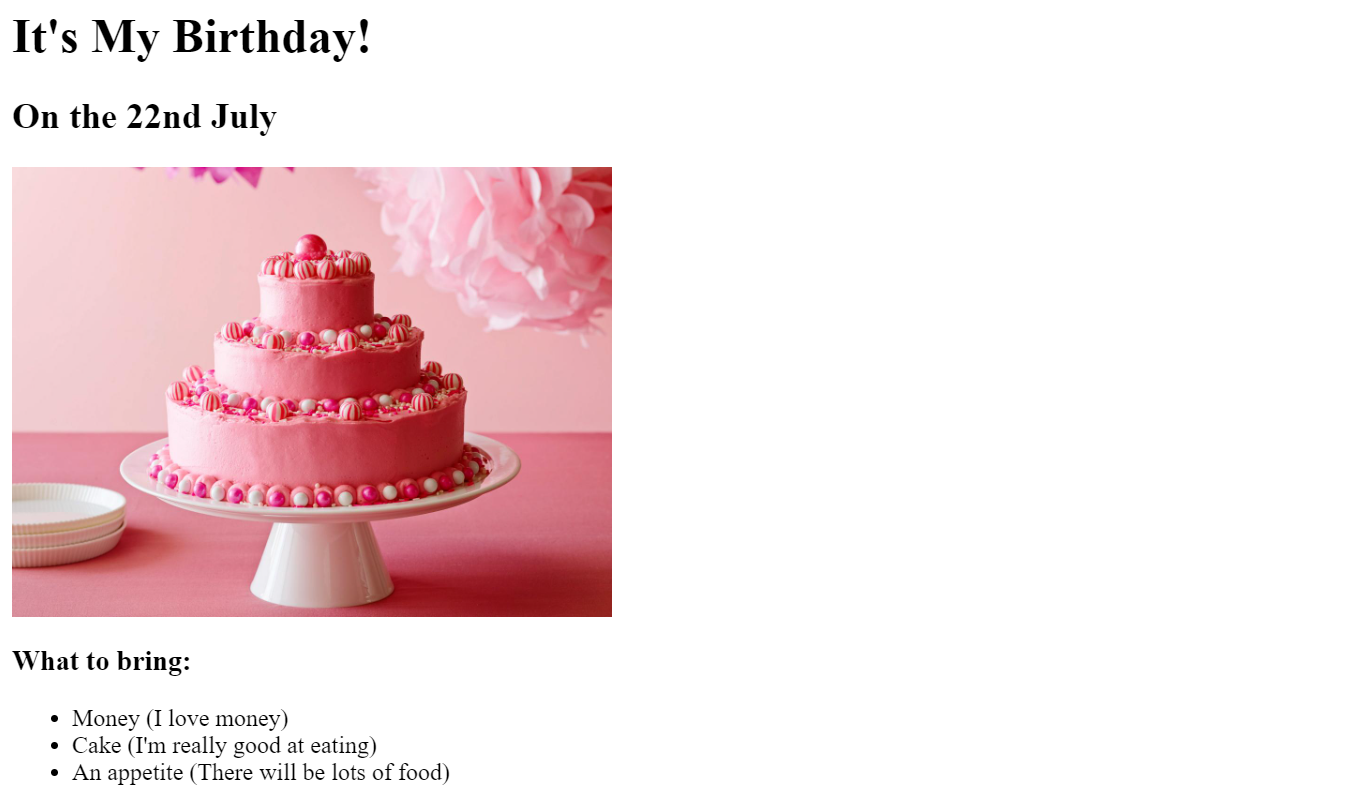 It's My Birthday!
On the 22nd July
What to bring:
Money (I love money)
Cake (I'm really good at eating)
An appetite (There will be lots of food)